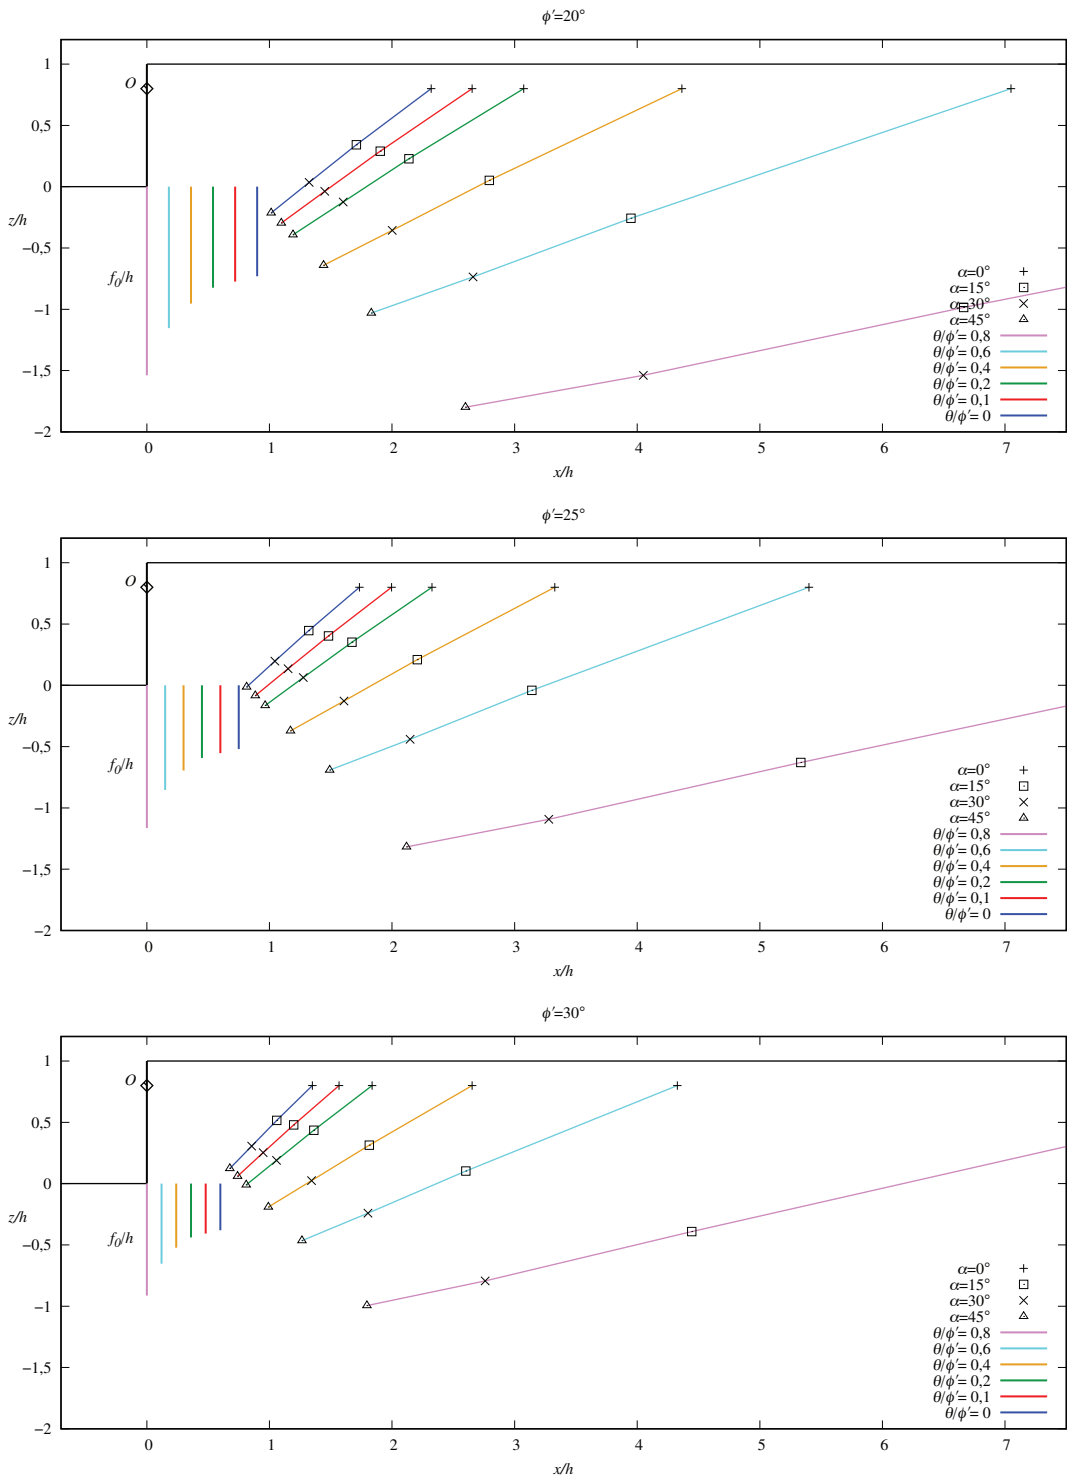 ϕ′=20°
1
O
0,5
0
z/h
−0,5
f0/h
α=0°
α=15°
−1
α=30°
α=45°
θ/ϕ′= 0,8
θ/ϕ′= 0,6
−1,5
θ/ϕ′= 0,4
θ/ϕ′= 0,2
θ/ϕ′= 0,1
θ/ϕ′= 0
−2
0 1 2 3 4 5 6 7
x/h
ϕ′=25°
1
O
0,5
0
z/h
−0,5
f0/h
α=0°
α=15°
−1
α=30°
α=45°
θ/ϕ′= 0,8
θ/ϕ′= 0,6
−1,5
θ/ϕ′= 0,4
θ/ϕ′= 0,2
θ/ϕ′= 0,1
θ/ϕ′= 0
−2
0 1 2 3 4 5 6 7
x/h
ϕ′=30°
1
O
0,5
0
z/h
−0,5
f0/h
α=0°
α=15°
−1
α=30°
α=45°
θ/ϕ′= 0,8
θ/ϕ′= 0,6
−1,5
θ/ϕ′= 0,4
θ/ϕ′= 0,2
θ/ϕ′= 0,1
θ/ϕ′= 0
−2
0 1 2 3 4 5 6 7
x/h